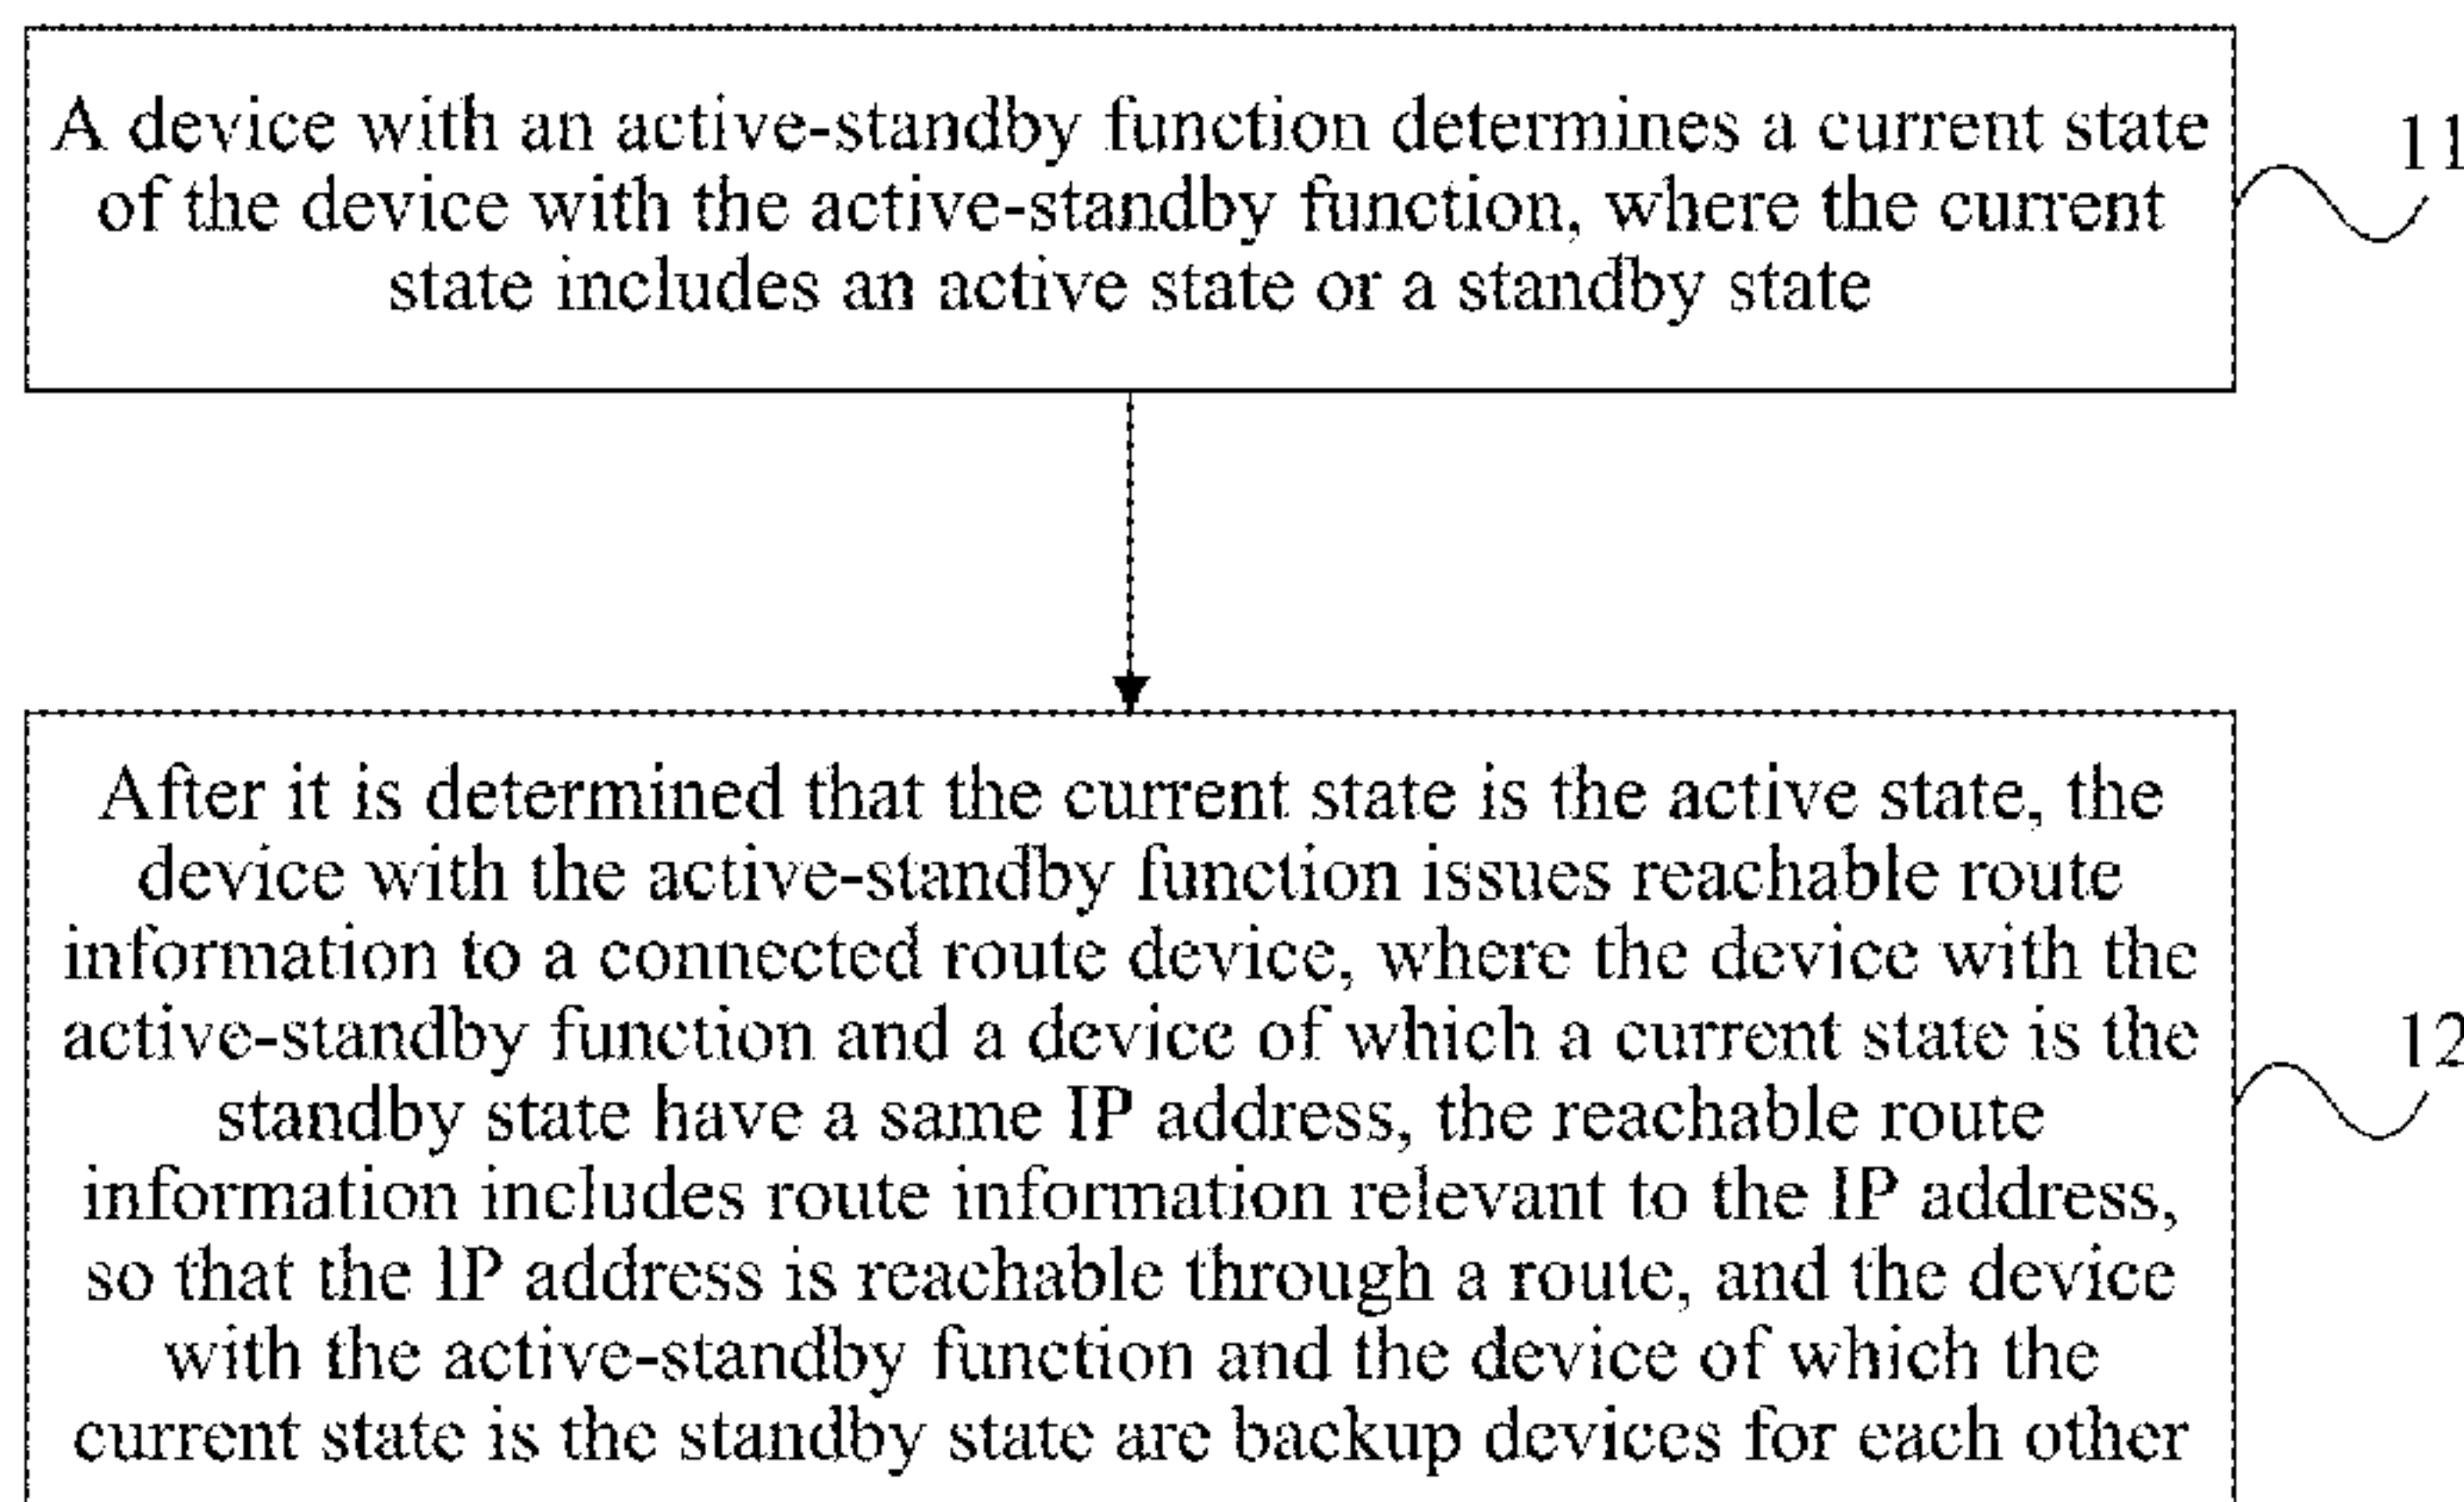 A device with an active-standby function determines a current state
of the device with the active-standby function, where the current
state includes an active state or a standby state
11
After it is determined that the current state is the active state, the
device with the active-standby function issues reachable route
information to a connected route device, where the device with the
active-standby function and a device of which a current state is the
standby state have a same IP address, the reachable route
information includes route information relevant to the IP address,
so that the IP address is reachable through a route, and the device
with the active-standby function and the device of which the
current state is the standby state are backup devices for each other
12